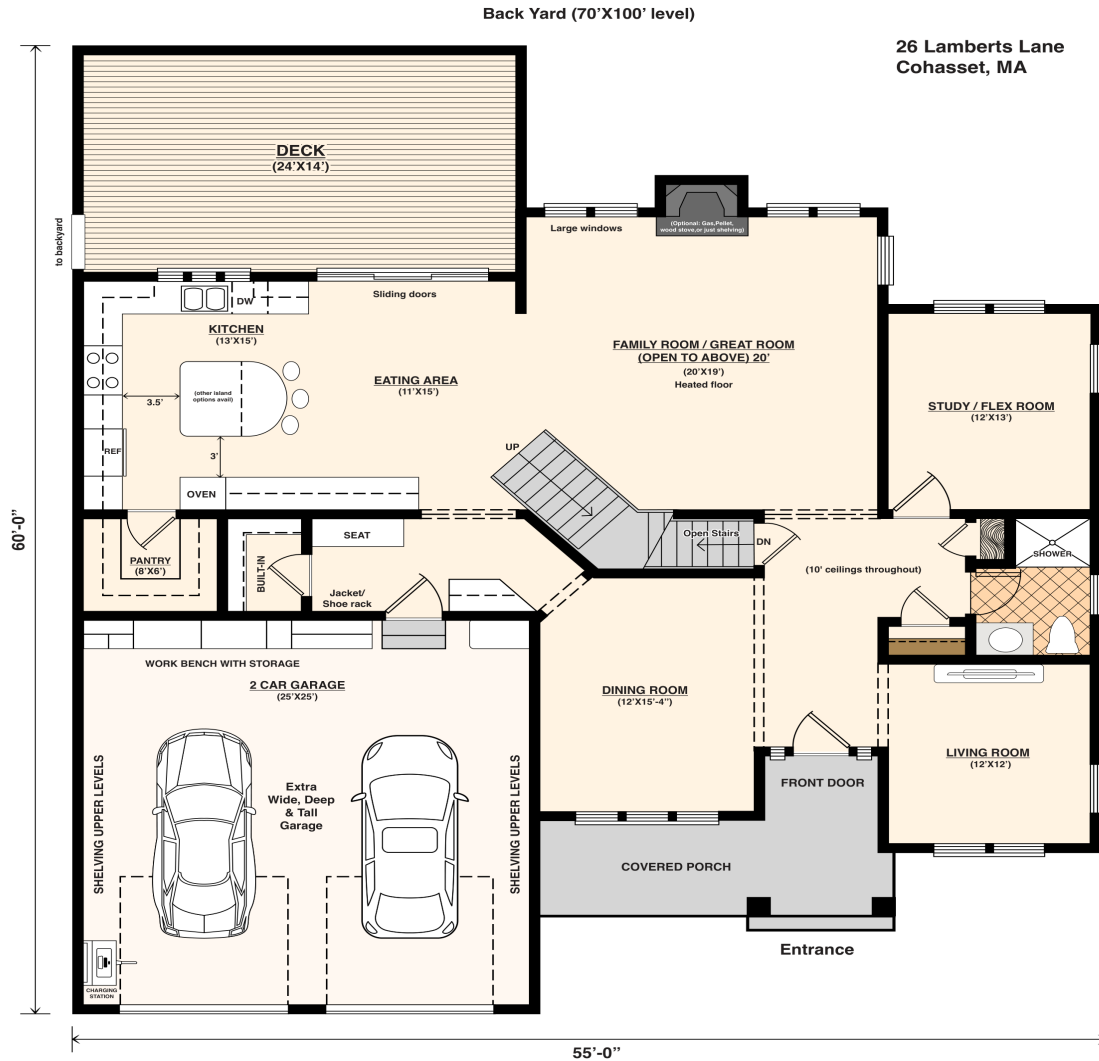 Back Yard (70’X100’ level)
26 Lamberts Lane
Cohasset, MA
DECK
(24’X14’)
to backyard
Large windows
(Optional: Gas,Pellet,
wood stove,or just shelving)
Sliding doors
DW
KITCHEN
(13’X15’)
EATING AREA
(11’X15’)
FAMILY ROOM / GREAT ROOM
(OPEN TO ABOVE) 20’
(20’X19’)
Heated floor
STUDY / FLEX ROOM
(12’X13’)
(other island
options avail)
3.5’
3’
REF
OVEN
UP
60’-0”
PANTRY
(8’X6’)
BUILT-IN
SEAT
Jacket/
Shoe rack
Open Stairs
DN
(10’ ceilings throughout)
SHOWER
WORK BENCH WITH STORAGE
2 CAR GARAGE
(25’X25’)
DINING ROOM
(12’X15’-4”)
LIVING ROOM
(12’X12’)
FRONT DOOR
SHELVING UPPER LEVELS
Extra
Wide, Deep
& Tall
Garage
SHELVING UPPER LEVELS
COVERED PORCH
Entrance
CHARGING
STATION
55’-0”